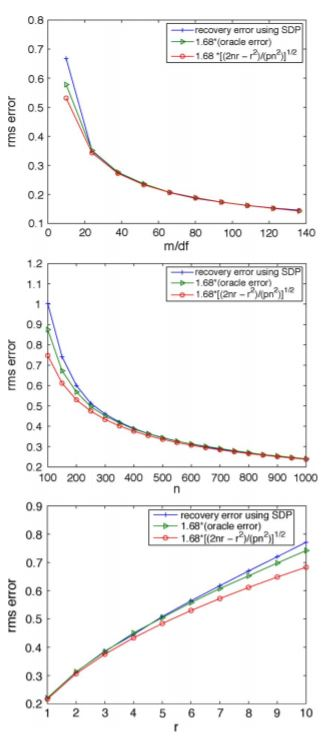 0.8
0.7
0.6
0.5
0.4
0.3
0.2
0.1
rms error
recovery error using SDP
1.68*(oracle error)
1.68 *[(2nr − r²)/(pn²)]^1/2
0 20 40 60 80 100 120 140
m/df
1.2
1.1
1
0.9
0.8
0.7
0.6
0.5
0.4
0.3
0.2
rms error
recovery error using SDP
1.68*(oracle error)
1.68*[(2nr − r²)/(pn²)]^1/2
100 200 300 400 500 600 700 800 900 1000
n
0.9
0.8
0.7
0.6
0.5
0.4
0.3
0.2
rms error
recovery error using SDP
1.68*(oracle error)
1.68*[(2nr − r²)/(pn²)]^1/2
1 2 3 4 5 6 7 8 9 10
r